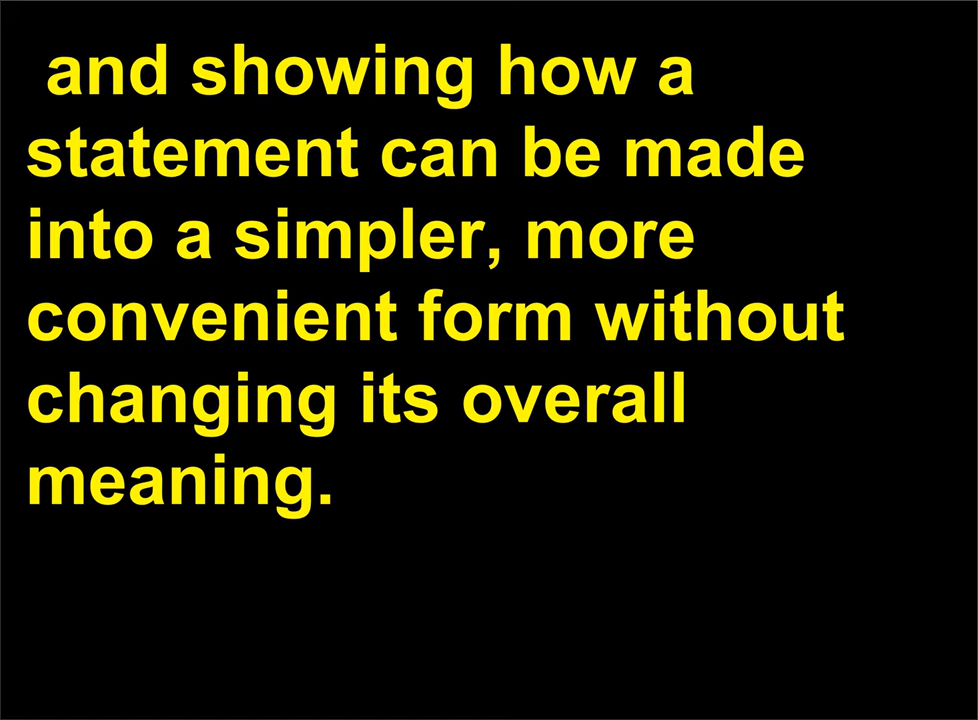 and showing how a
statement can be made
into a simpler, more
convenient form without
changing its overall
meaning.